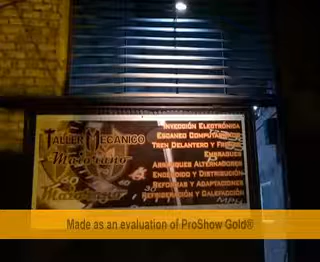 Taller Mecanico
Inyección Electrónica
Escaneo Computarizado
Tren Delantero y Frenos
Embragues
Arranques Alternadores
Encendido y Distribución
Reformas y Adaptaciones
Refrigeración y Calefacción
Made as an evaluation of ProShow Gold®